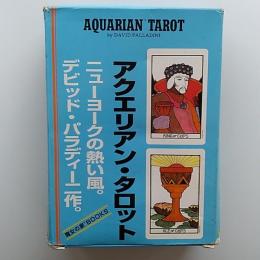 AQUARIAN TAROT
by DAVID PALLADINI
アクエリアン・タロット
ニューヨークの熱い風。
デビッド・パラディーニ作。
魔女の家BOOKS
KING of CUPS
ACE of CUPS